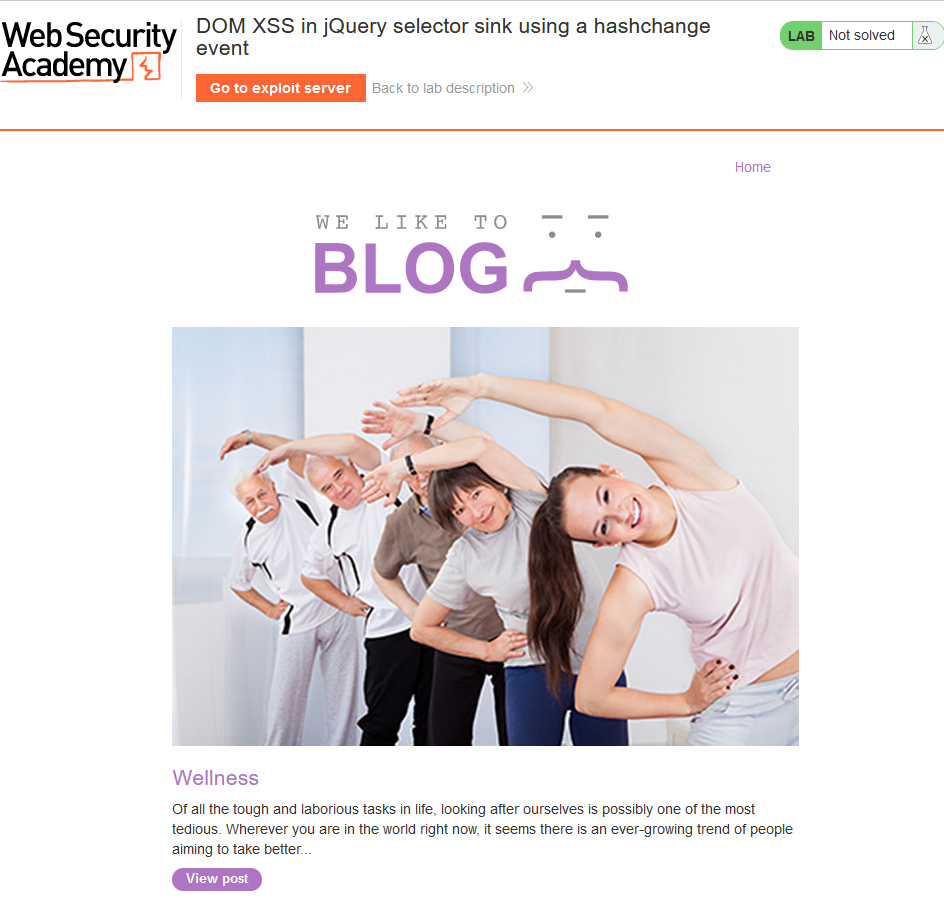 Web Security
Academy
DOM XSS in jQuery selector sink using a hashchange
event
Go to exploit server
Back to lab description
LAB
Not solved
Home
WE LIKE TO
BLOG
Wellness
Of all the tough and laborious tasks in life, looking after ourselves is possibly one of the most
tedious. Wherever you are in the world right now, it seems there is an ever-growing trend of people
aiming to take better...
View post